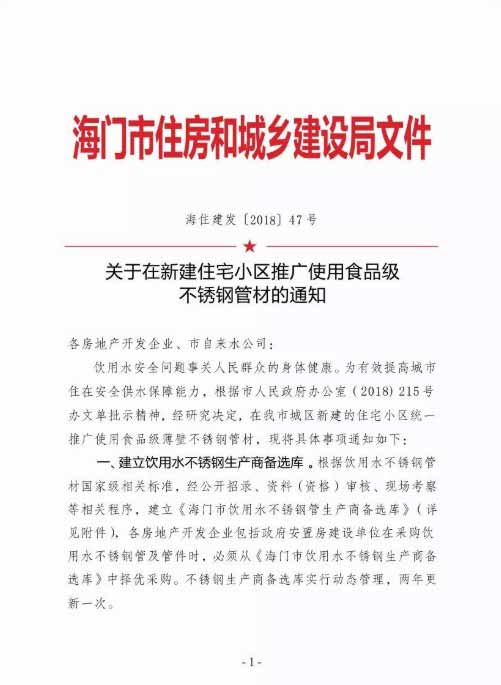 海门市住房和城乡建设局文件
海住建发〔2018〕47号
关于在新建住宅小区推广使用食品级
不锈钢管材的通知
各房地产开发企业、市自来水公司：
饮用水安全问题事关人民群众的身体健康。为有效提高城市
住在安全供水保障能力，根据市人民政府办公室（2018）215号
办文单批示精神，经研究决定，在我市城区新建的住宅小区统一
推广使用食品级薄壁不锈钢管材，现将具体事项通知如下：
一、建立饮用水不锈钢生产商备选库。根据饮用水不锈钢管
材国家级相关标准，经公开招录、资料（资格）审核、现场考察
等相关程序，建立《海门市饮用水不锈钢管生产商备选库》（详
见附件），各房地产开发企业包括政府安置房建设单位在采购饮
用水不锈钢管及管件时，必须从《海门市饮用水不锈钢生产商备
选库》中择优采购。不锈钢生产商备选库实行动态管理，两年更
新一次。
- 1 -